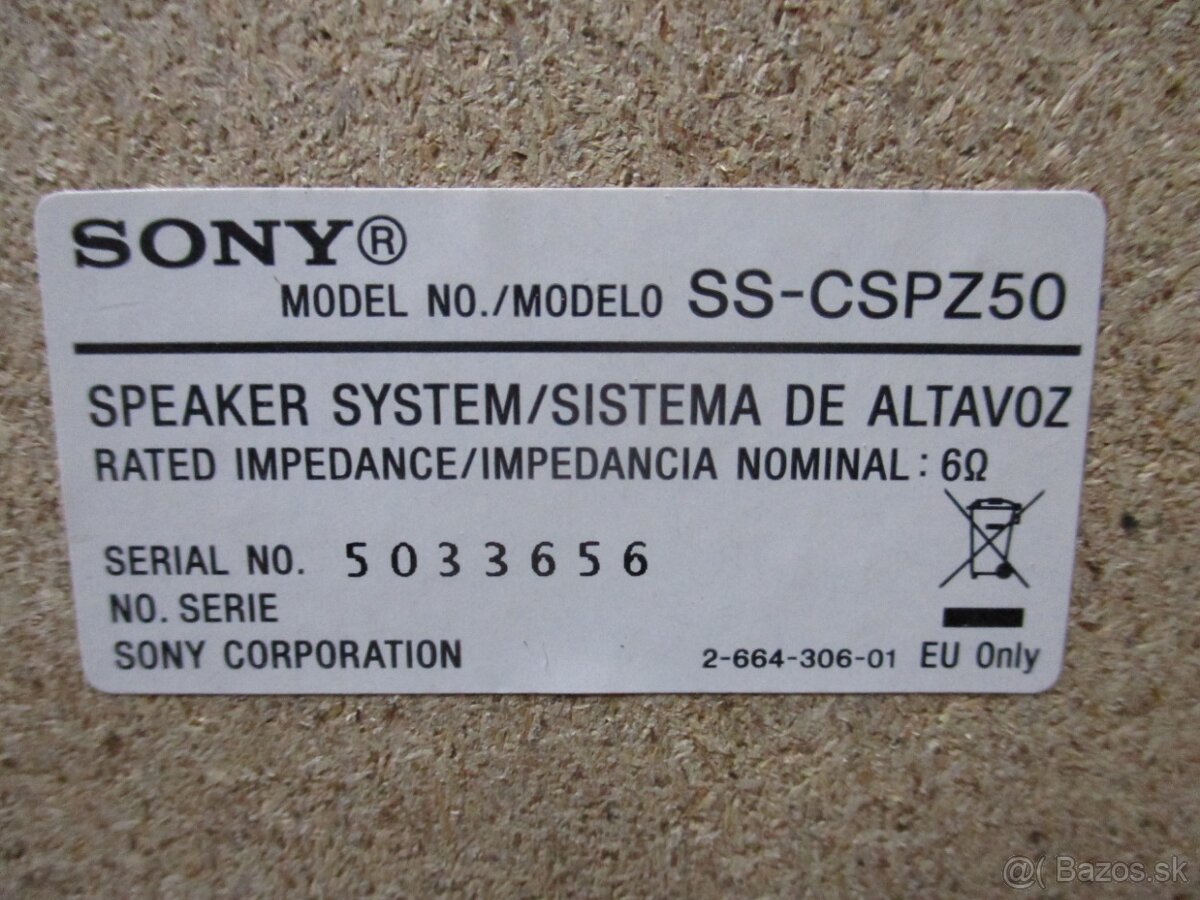 SONY®
MODEL NO./MODELO SS-CSPZ50
SPEAKER SYSTEM/SISTEMA DE ALTAVOZ
RATED IMPEDANCE/IMPEDANCIA NOMINAL: 6Ω
SERIAL NO. 5033656
NO. SERIE
SONY CORPORATION 2-664-306-01 EU Only
@( Bazos.sk